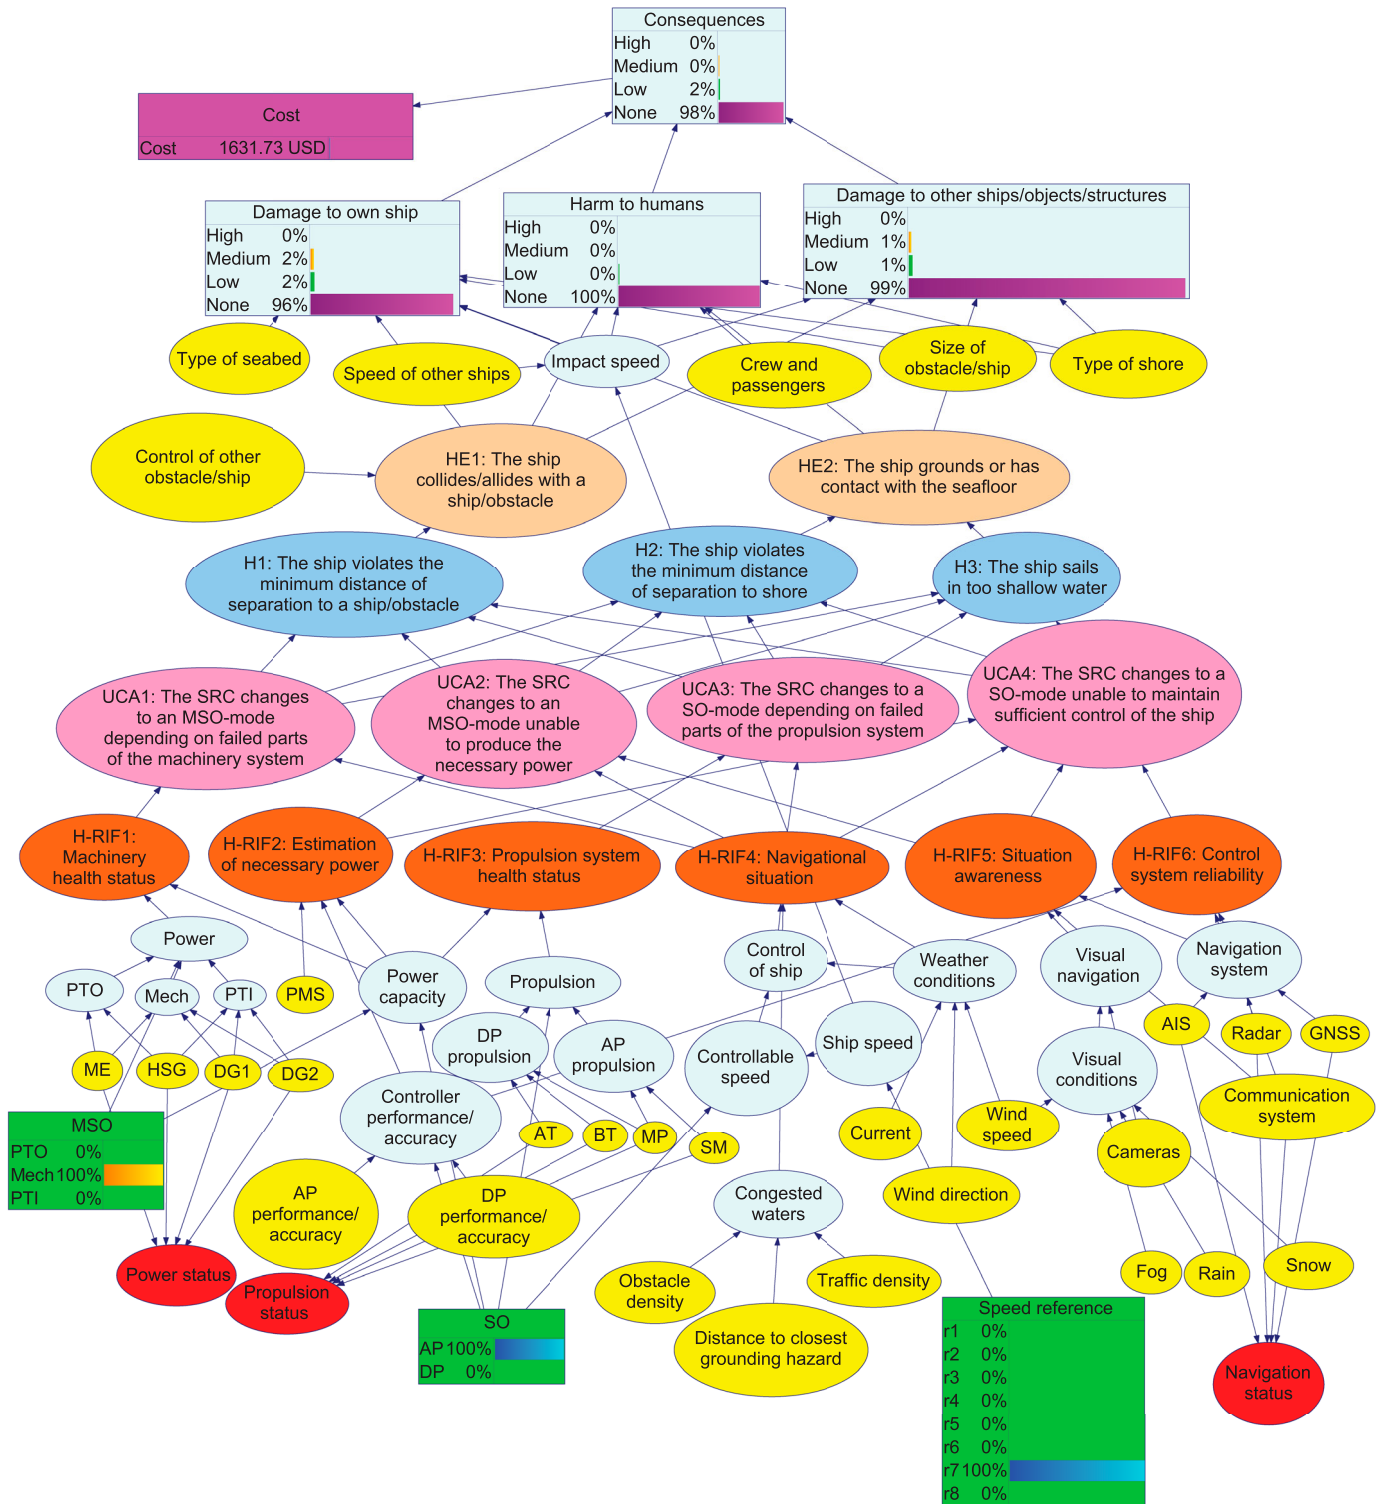 Consequences
High 0%
Medium 0%
Low 2%
None 98%
Cost
Cost 1631.73 USD
Damage to own ship
High 0%
Medium 2%
Low 2%
None 96%
Harm to humans
High 0%
Medium 0%
Low 0%
None 100%
Damage to other ships/objects/structures
High 0%
Medium 1%
Low 1%
None 99%
Type of seabed
Speed of other ships
Impact speed
Crew and
passengers
Size of
obstacle/ship
Type of shore
Control of other
obstacle/ship
HE1: The ship
collides/allides with a
ship/obstacle
HE2: The ship grounds or has
contact with the seafloor
H1: The ship violates the
minimum distance of
separation to a ship/obstacle
H2: The ship violates
the minimum distance
of separation to shore
H3: The ship sails
in too shallow water
UCA1: The SRC changes
to an MSO-mode
depending on failed parts
of the machinery system
UCA2: The SRC
changes to an
MSO-mode unable
to produce the
necessary power
UCA3: The SRC changes to a
SO-mode depending on failed
parts of the propulsion system
UCA4: The SRC changes to a
SO-mode unable to maintain
sufficient control of the ship
H-RIF1:
Machinery
health status
H-RIF2: Estimation
of necessary power
H-RIF3: Propulsion system
health status
H-RIF4: Navigational
situation
H-RIF5: Situation
awareness
H-RIF6: Control
system reliability
Power
PTO
Mech
PTI
PMS
Power
capacity
Propulsion
Control
of ship
Weather
conditions
Visual
navigation
Navigation
system
ME
HSG
DG1
DG2
DP
propulsion
AP
propulsion
Controllable
speed
Ship speed
Visual
conditions
AIS
Radar
GNSS
Controller
performance/
accuracy
AT
BT
MP
SM
Current
Wind
speed
Cameras
Communication
system
MSO
PTO 0%
Mech 100%
PTI 0%
AP
performance/
accuracy
DP
performance/
accuracy
Congested
waters
Wind direction
Power status
Propulsion
status
Obstacle
density
Traffic density
Distance to closest
grounding hazard
Fog
Rain
Snow
SO
AP 100%
DP 0%
Speed reference
r1 0%
r2 0%
r3 0%
r4 0%
r5 0%
r6 0%
r7 100%
r8 0%
Navigation
status